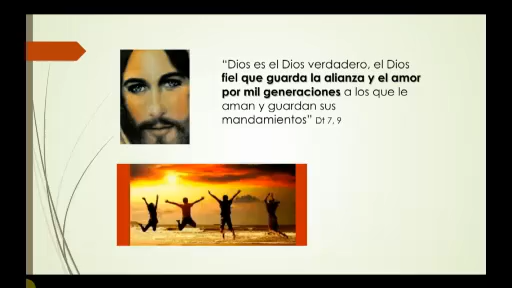 “Dios es el Dios verdadero, el Dios
fiel que guarda la alianza y el amor
por mil generaciones a los que le
aman y guardan sus
mandamientos” Dt 7, 9